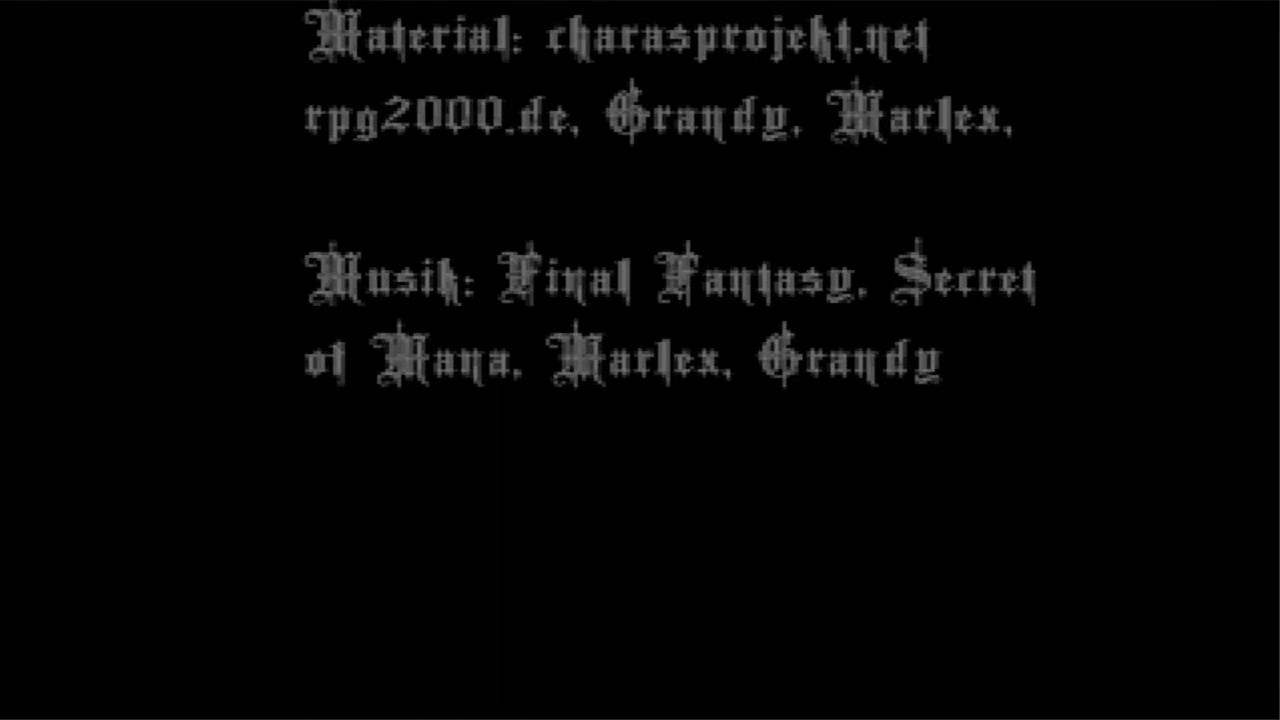 Material: charasprojekt.net
rpg2000.de, Grandy, Marlex,
Musik: Final Fantasy, Secret
of Mana, Marlex, Grandy